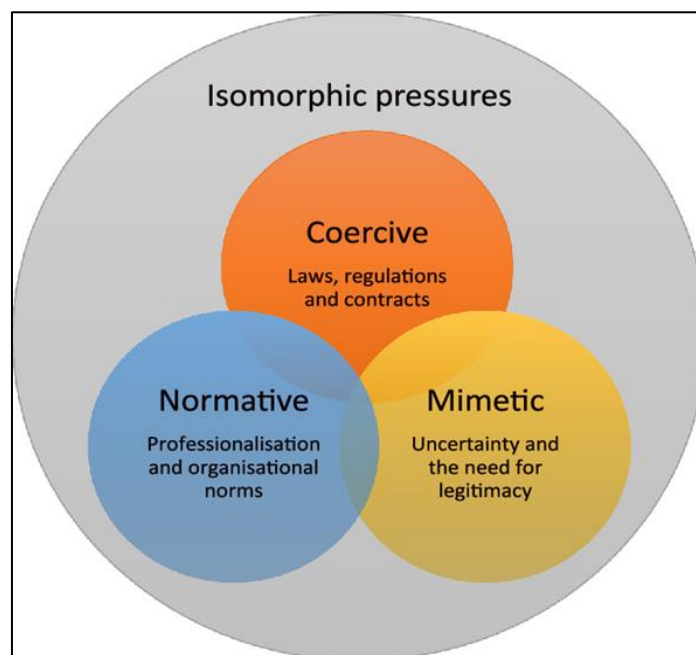 Isomorphic pressures
Coercive
Laws, regulations
and contracts
Normative
Professionalisation
and organisational
norms
Mimetic
Uncertainty and
the need for
legitimacy